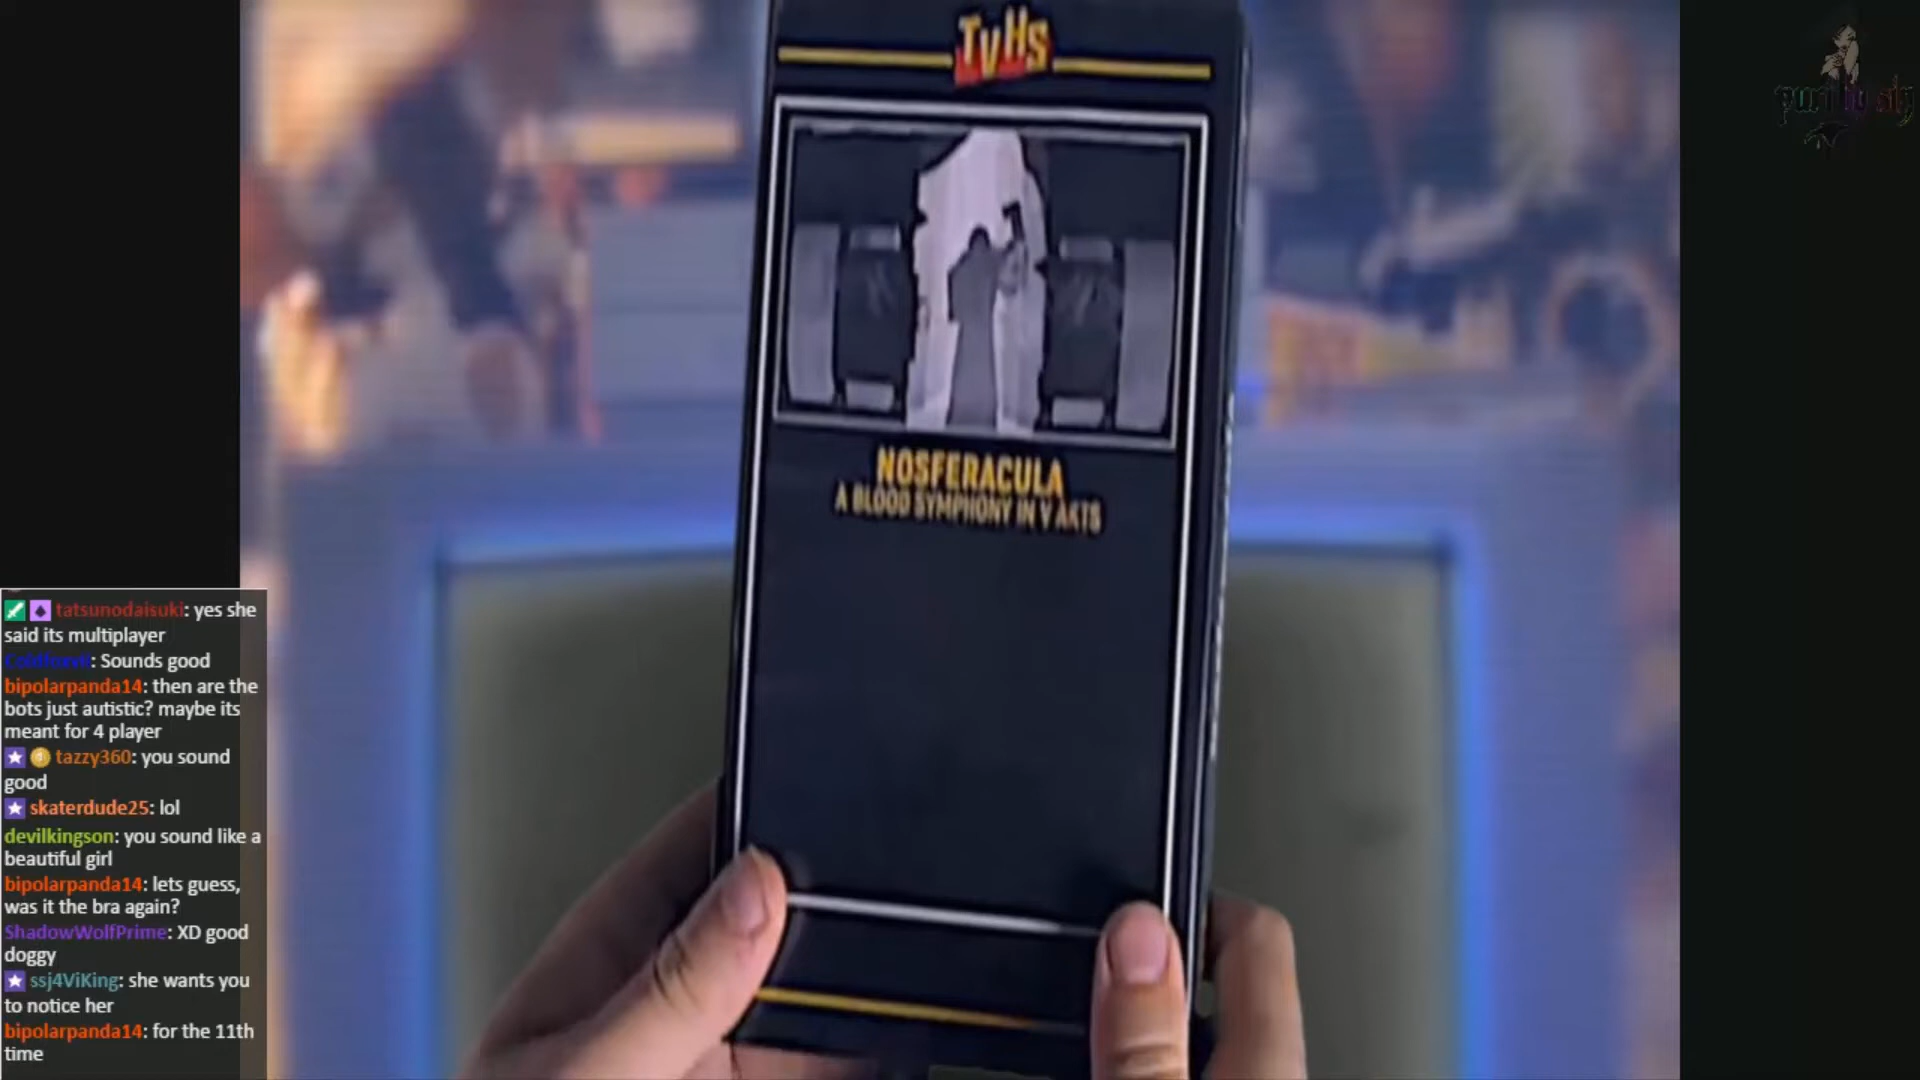 TVHS
NOSFERACULA
A BLOOD SYMPHONY IN V AKTS
tatsunodaisuki: yes she
said its multiplayer
: Sounds good
bipolarpanda14: then are the
bots just autistic? maybe its
meant for 4 player
tazzy360: you sound
good
skaterdude25: lol
devilkingson: you sound like a
beautiful girl
bipolarpanda14: lets guess,
was it the bra again?
ShadowWolfPrime: XD good
doggy
ssj4ViKing: she wants you
to notice her
bipolarpanda14: for the 11th
time